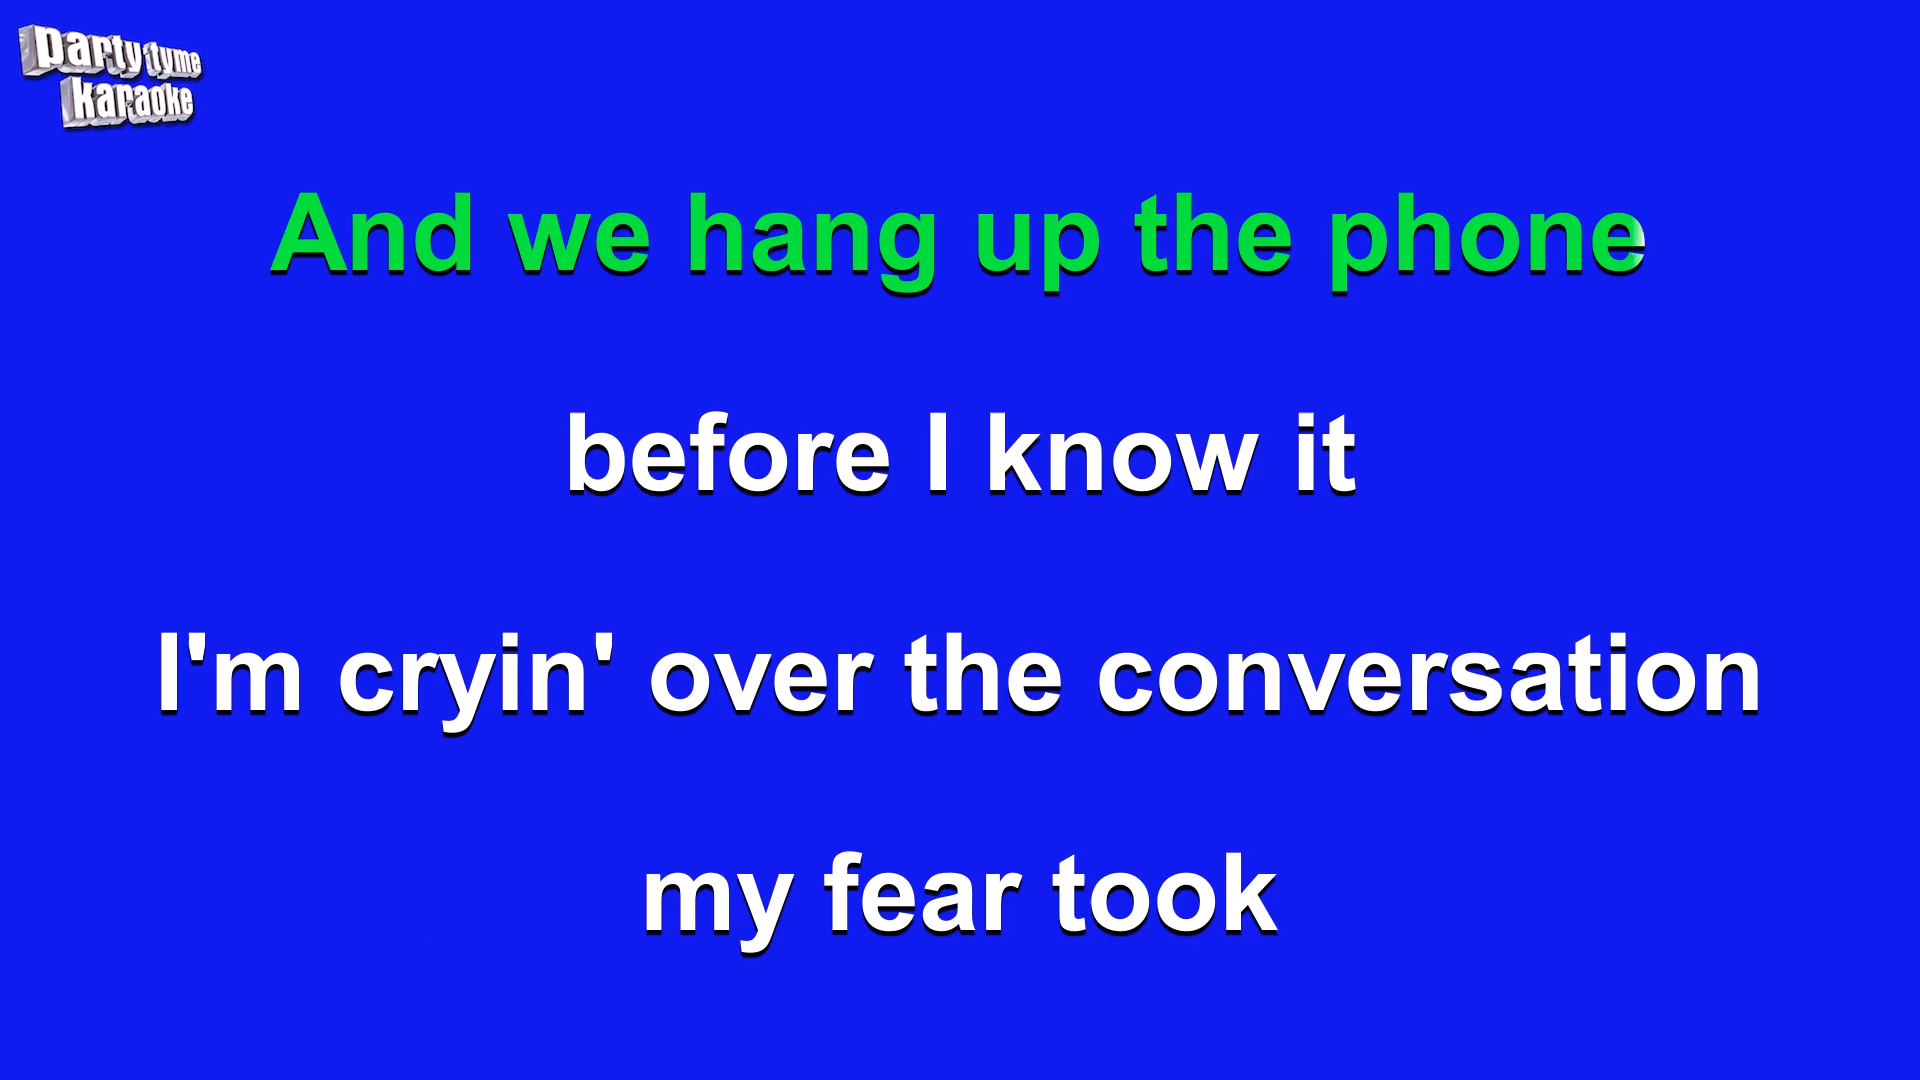 party tyme
karaoke
And we hang up the phone
before I know it
I'm cryin' over the conversation
my fear took